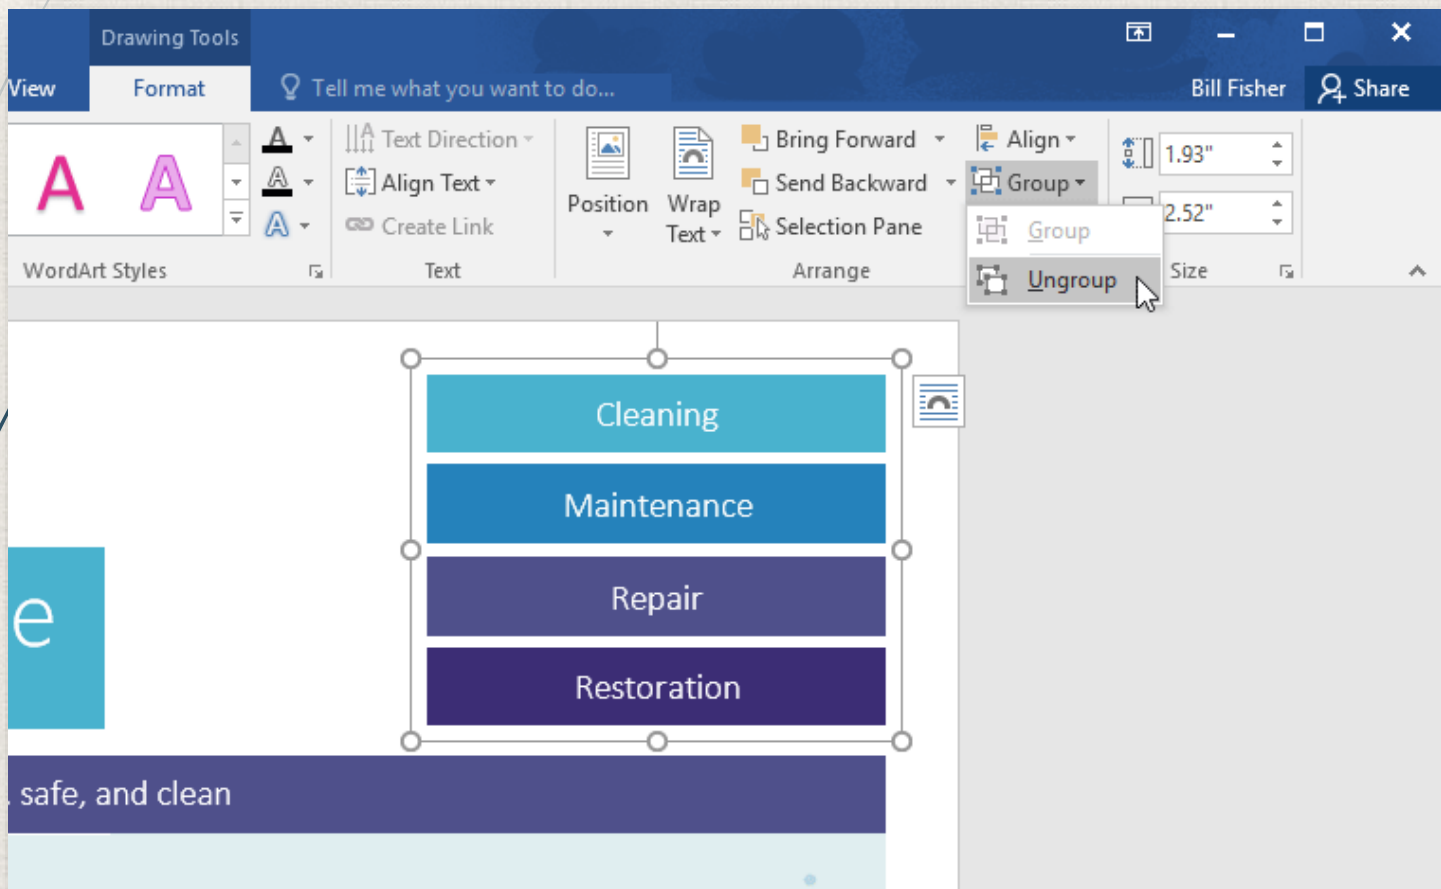 Drawing Tools
View
Format
Tell me what you want to do...
Bill Fisher
Share
A
A
A
A
A
Text Direction
Align Text
Create Link
Position
Wrap
Text
Bring Forward
Send Backward
Selection Pane
Align
Group
Group
Ungroup
1.93"
2.52"
WordArt Styles
Text
Arrange
Size
Cleaning
Maintenance
Repair
Restoration
e
, safe, and clean